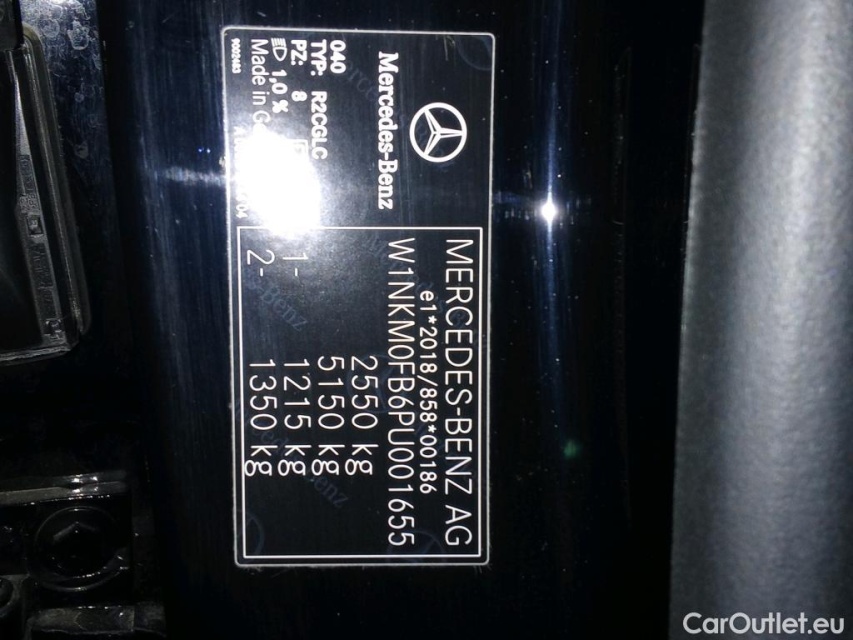 Mercedes-Benz
040
TYP: R2CGLC
PZ: 8
1,0 %
Made in
9002483
MERCEDES-BENZ AG
e1*2018/858*00186
W1NKM0FB6PU001655
2550 kg
5150 kg
1- 1215 kg
2- 1350 kg
CarOutlet.eu